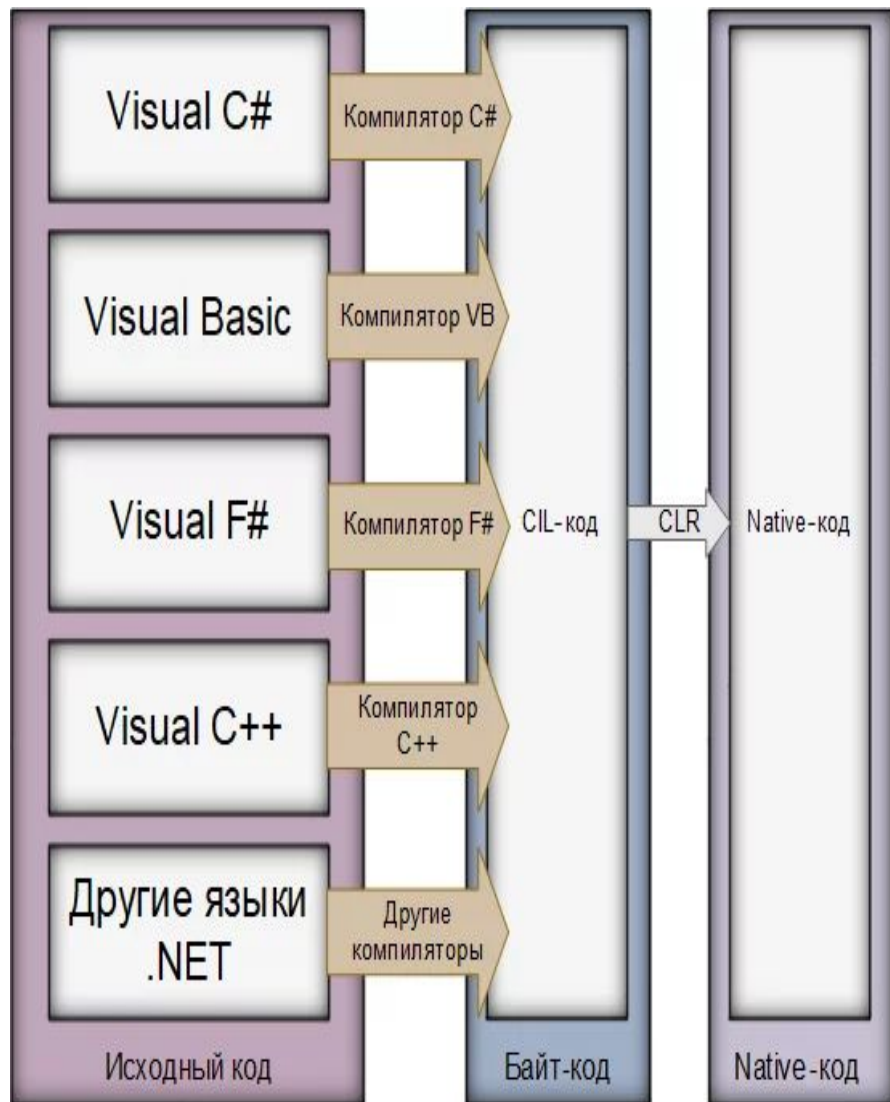 Visual C#
Компилятор C#
Visual Basic
Компилятор VB
Visual F#
Компилятор F#
CIL-код
CLR
Native-код
Visual C++
Компилятор
C++
Другие языки
.NET
Другие
компиляторы
Исходный код
Байт-код
Native-код